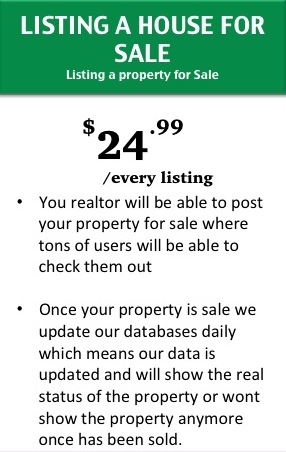 LISTING A HOUSE FOR
SALE
Listing a property for Sale
$24.99
/every listing
• You realtor will be able to post
your property for sale where
tons of users will be able to
check them out
• Once your property is sale we
update our databases daily
which means our data is
updated and will show the real
status of the property or wont
show the property anymore
once has been sold.